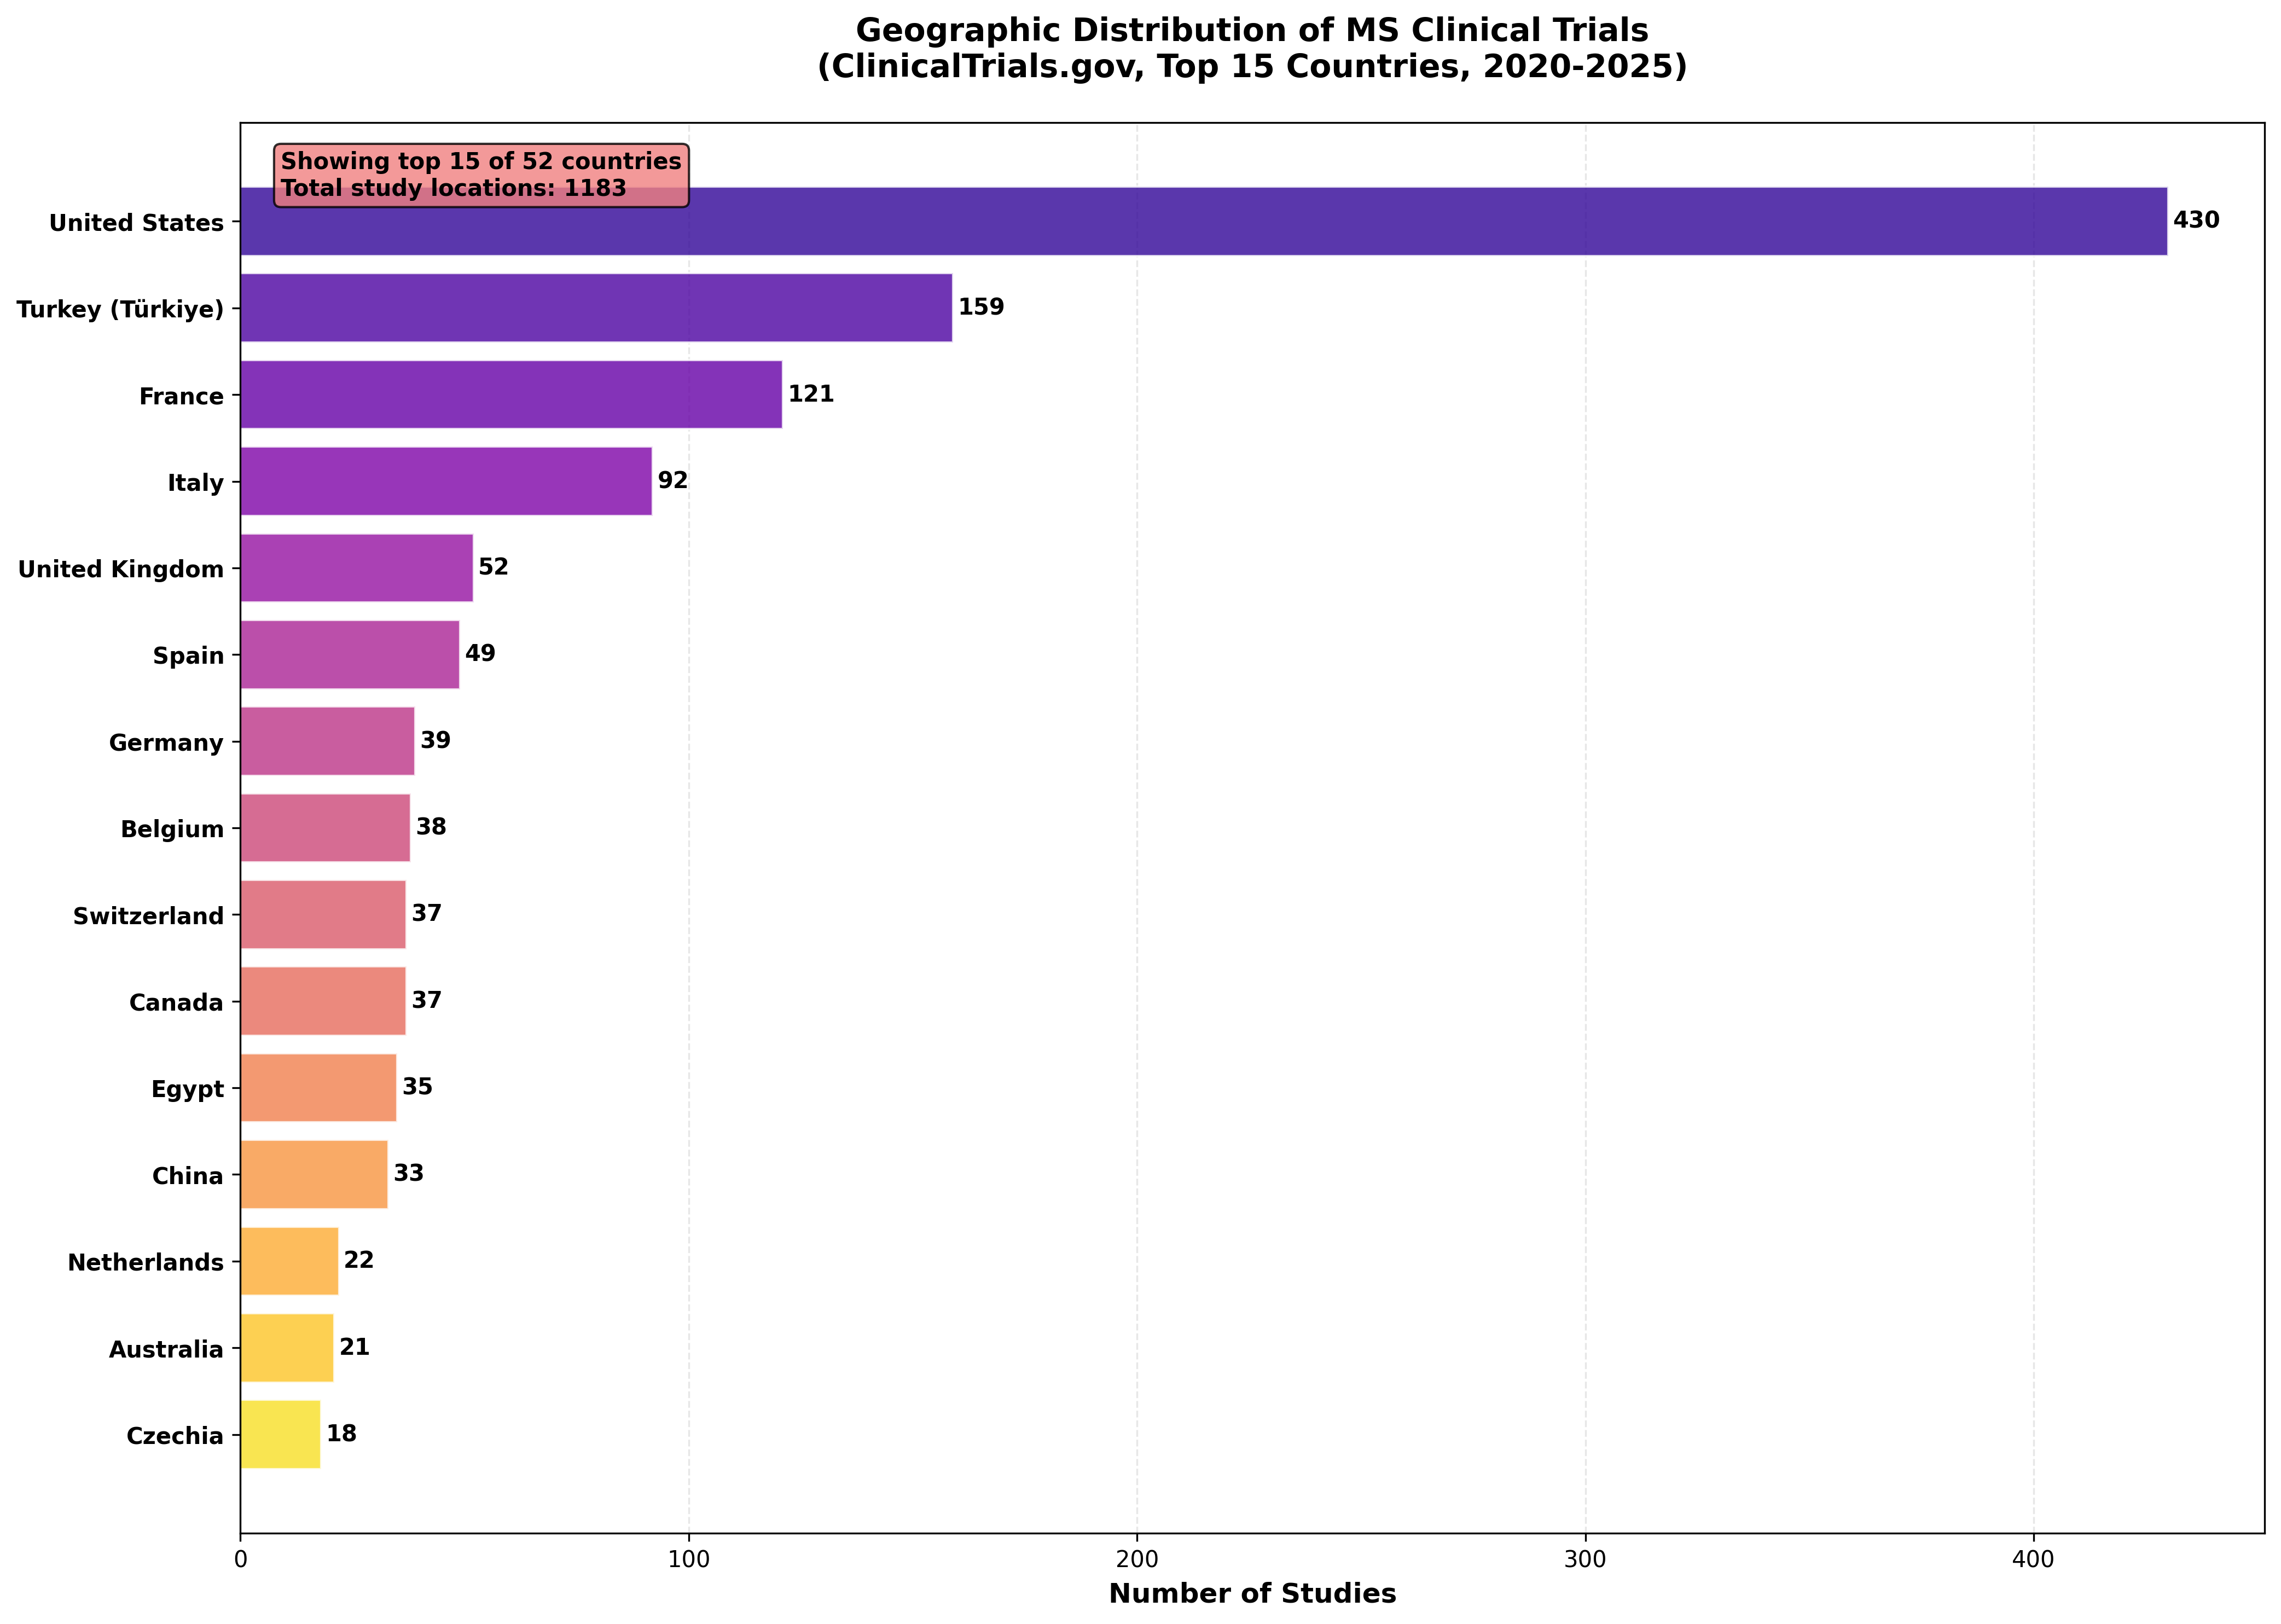 Geographic Distribution of MS Clinical Trials
(ClinicalTrials.gov, Top 15 Countries, 2020-2025)
Showing top 15 of 52 countries
Total study locations: 1183
United States 430
Turkey (Türkiye) 159
France 121
Italy 92
United Kingdom 52
Spain 49
Germany 39
Belgium 38
Switzerland 37
Canada 37
Egypt 35
China 33
Netherlands 22
Australia 21
Czechia 18
0 100 200 300 400
Number of Studies